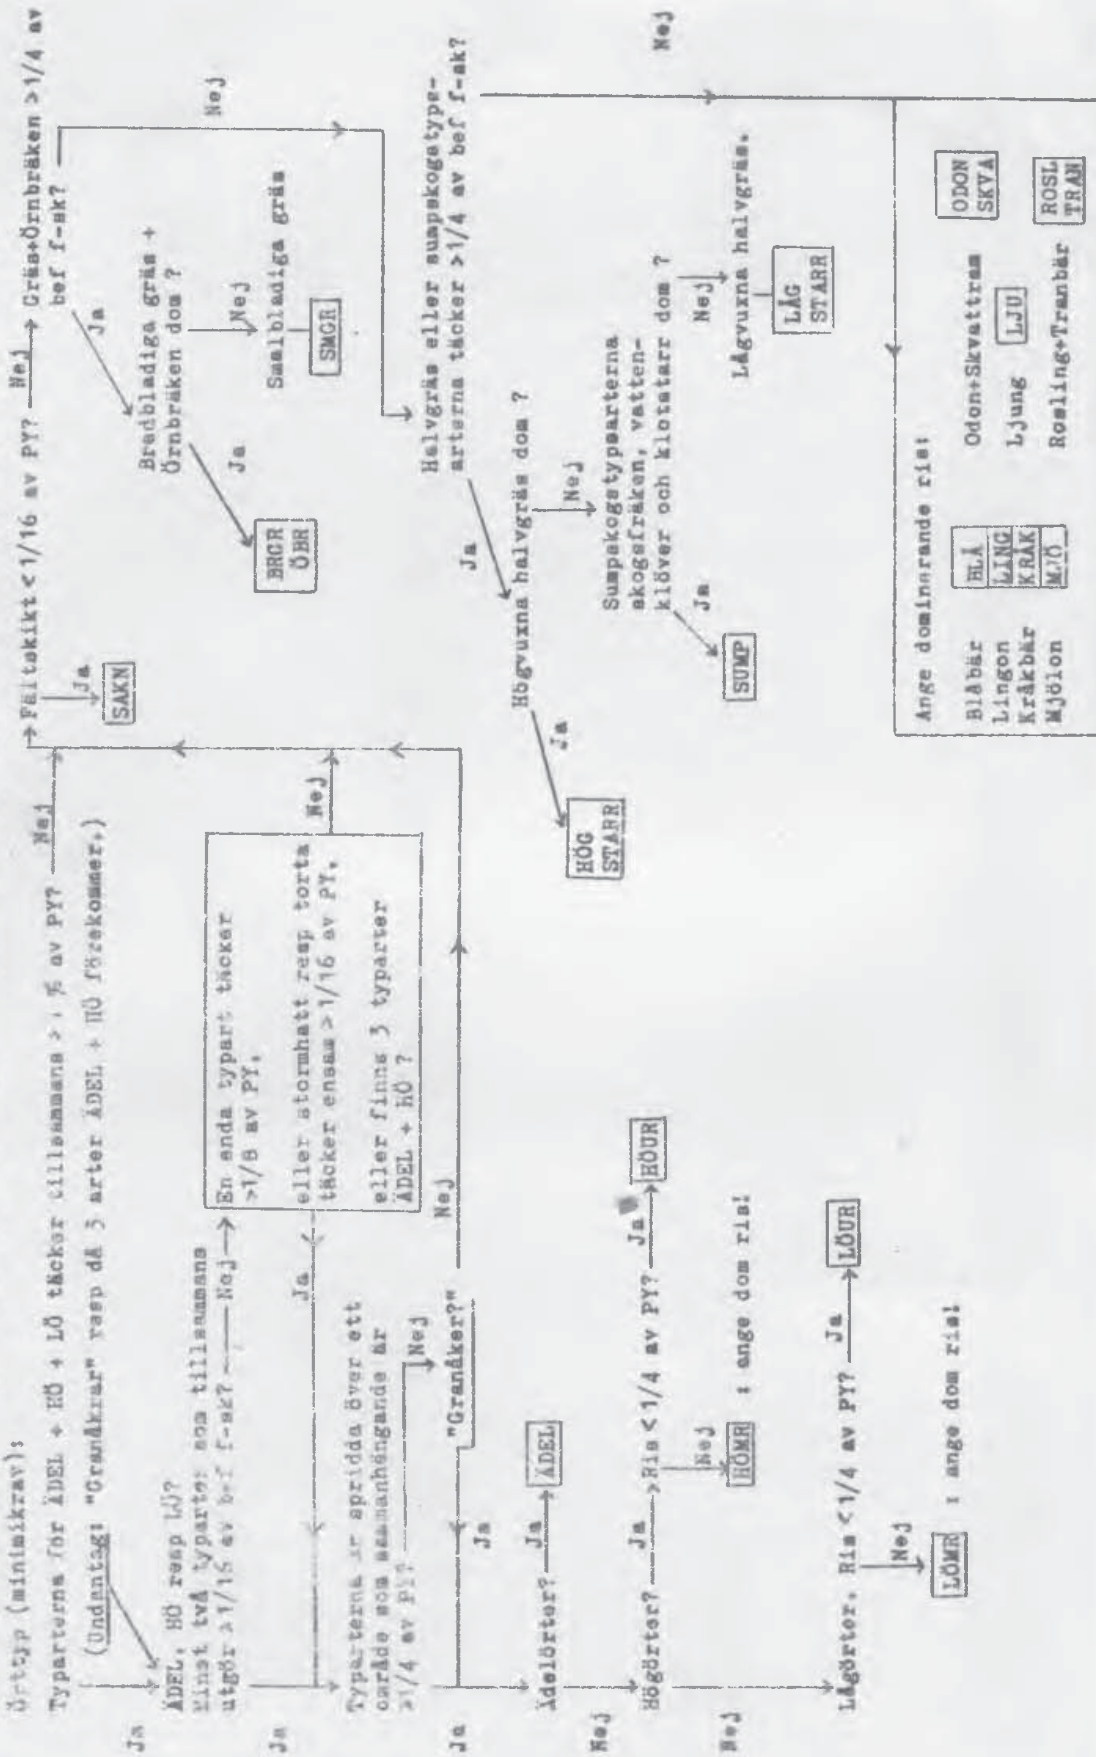 Örttyp (minimikrav):
Typarterna för ÄDEL + HÖ + LÖ täcker tillsammans > % av PY?
Nej
(Undantag: "Granåkrar" resp då 3 arter ÄDEL + HÖ förekommer.)
Ja
ÄDEL, HÖ resp LÖ?
Minst två typarter som tillsammans
utgör >1/16 av bef f-sk?
Nej
En enda typart täcker
>1/8 av PY,
eller stormhatt resp torta
täcker ensam >1/16 av PY,
eller finns 3 typarter
ÄDEL + HÖ ?
Nej
Ja
Ja
Typarterna är spridda över ett
område som sammanhängande är
>1/4 av PY?
Nej
"Granåker?"
Nej
Ja
Ja
Ädelörter?
Ja
ÄDEL
Nej
Högörter?
Ja
Ris <1/4 av PY?
Ja
HÖUR
Nej
HÖMR : ange dom ris!
Nej
Lågörter. Ris <1/4 av PY?
Ja
LÖUR
Nej
LÖMR : ange dom ris!
Fältskikt <1/16 av PY?
Nej
Ja
SAKN
Gräs+Örnbräken >1/4 av
bef f-sk?
Ja
Nej
Bredbladiga gräs +
Örnbräken dom ?
Ja
BRGR
ÖBR
Nej
Smalbladiga gräs
SMGR
Halvgräs eller sumpskogstype-
arterna täcker >1/4 av bef f-sk?
Ja
Nej
Högvuxna halvgräs dom ?
Ja
HÖG
STARR
Nej
Sumpskogstypsarterna
skogsfräken, vatten-
klöver och klotstarr dom ?
Ja
SUMP
Nej
Lågvuxna halvgräs.
LÅG
STARR
Ange dominerande ris:
Blåbär BLÅ
Lingon LING
Kråkbär KRÅK
Mjölon MJÖ
Odon+Skvattram ODON
SKVA
Ljung LJU
Rosling+Tranbär ROSL
TRAN